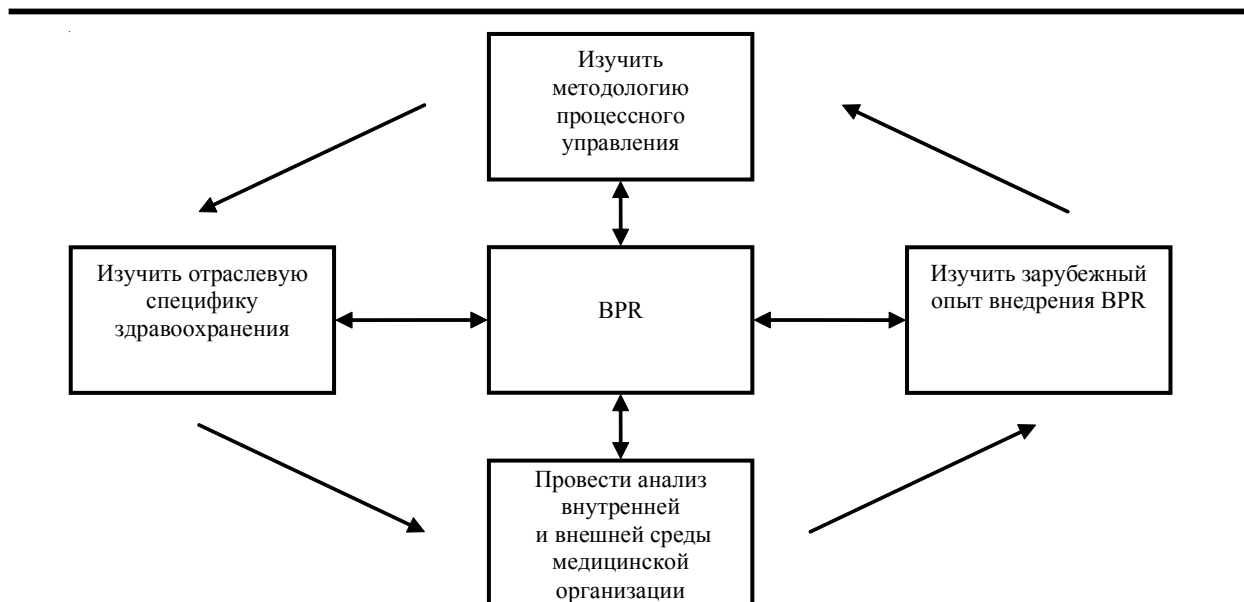 Изучить
методологию
процессного
управления
Изучить отраслевую
специфику
здравоохранения
BPR
Изучить зарубежный
опыт внедрения BPR
Провести анализ
внутренней
и внешней среды
медицинской
организации